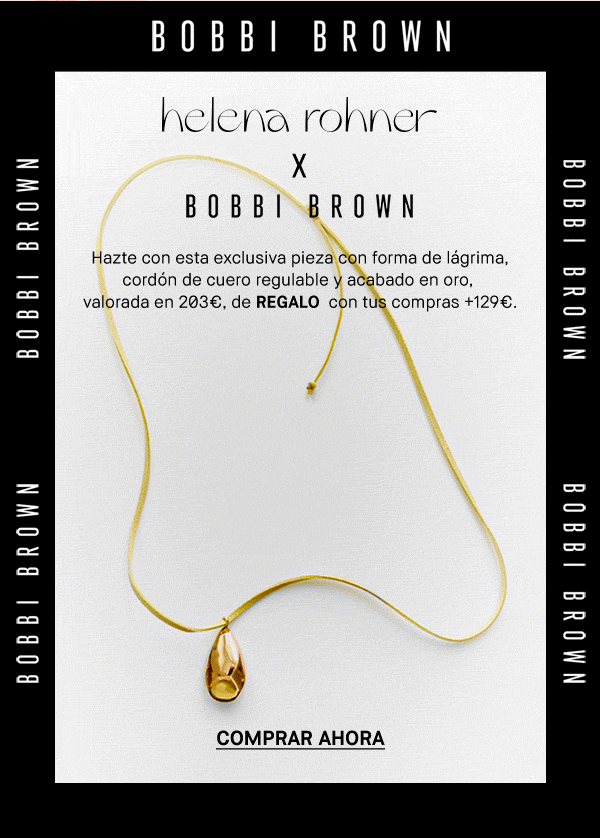 BOBBI BROWN
helena rohner
X
BOBBI BROWN
Hazte con esta exclusiva pieza con forma de lágrima,
cordón de cuero regulable y acabado en oro,
valorada en 203€, de REGALO con tus compras +129€.
COMPRAR AHORA
BOBBI BROWN
BOBBI BROWN
BOBBI BROWN
BOBBI BROWN